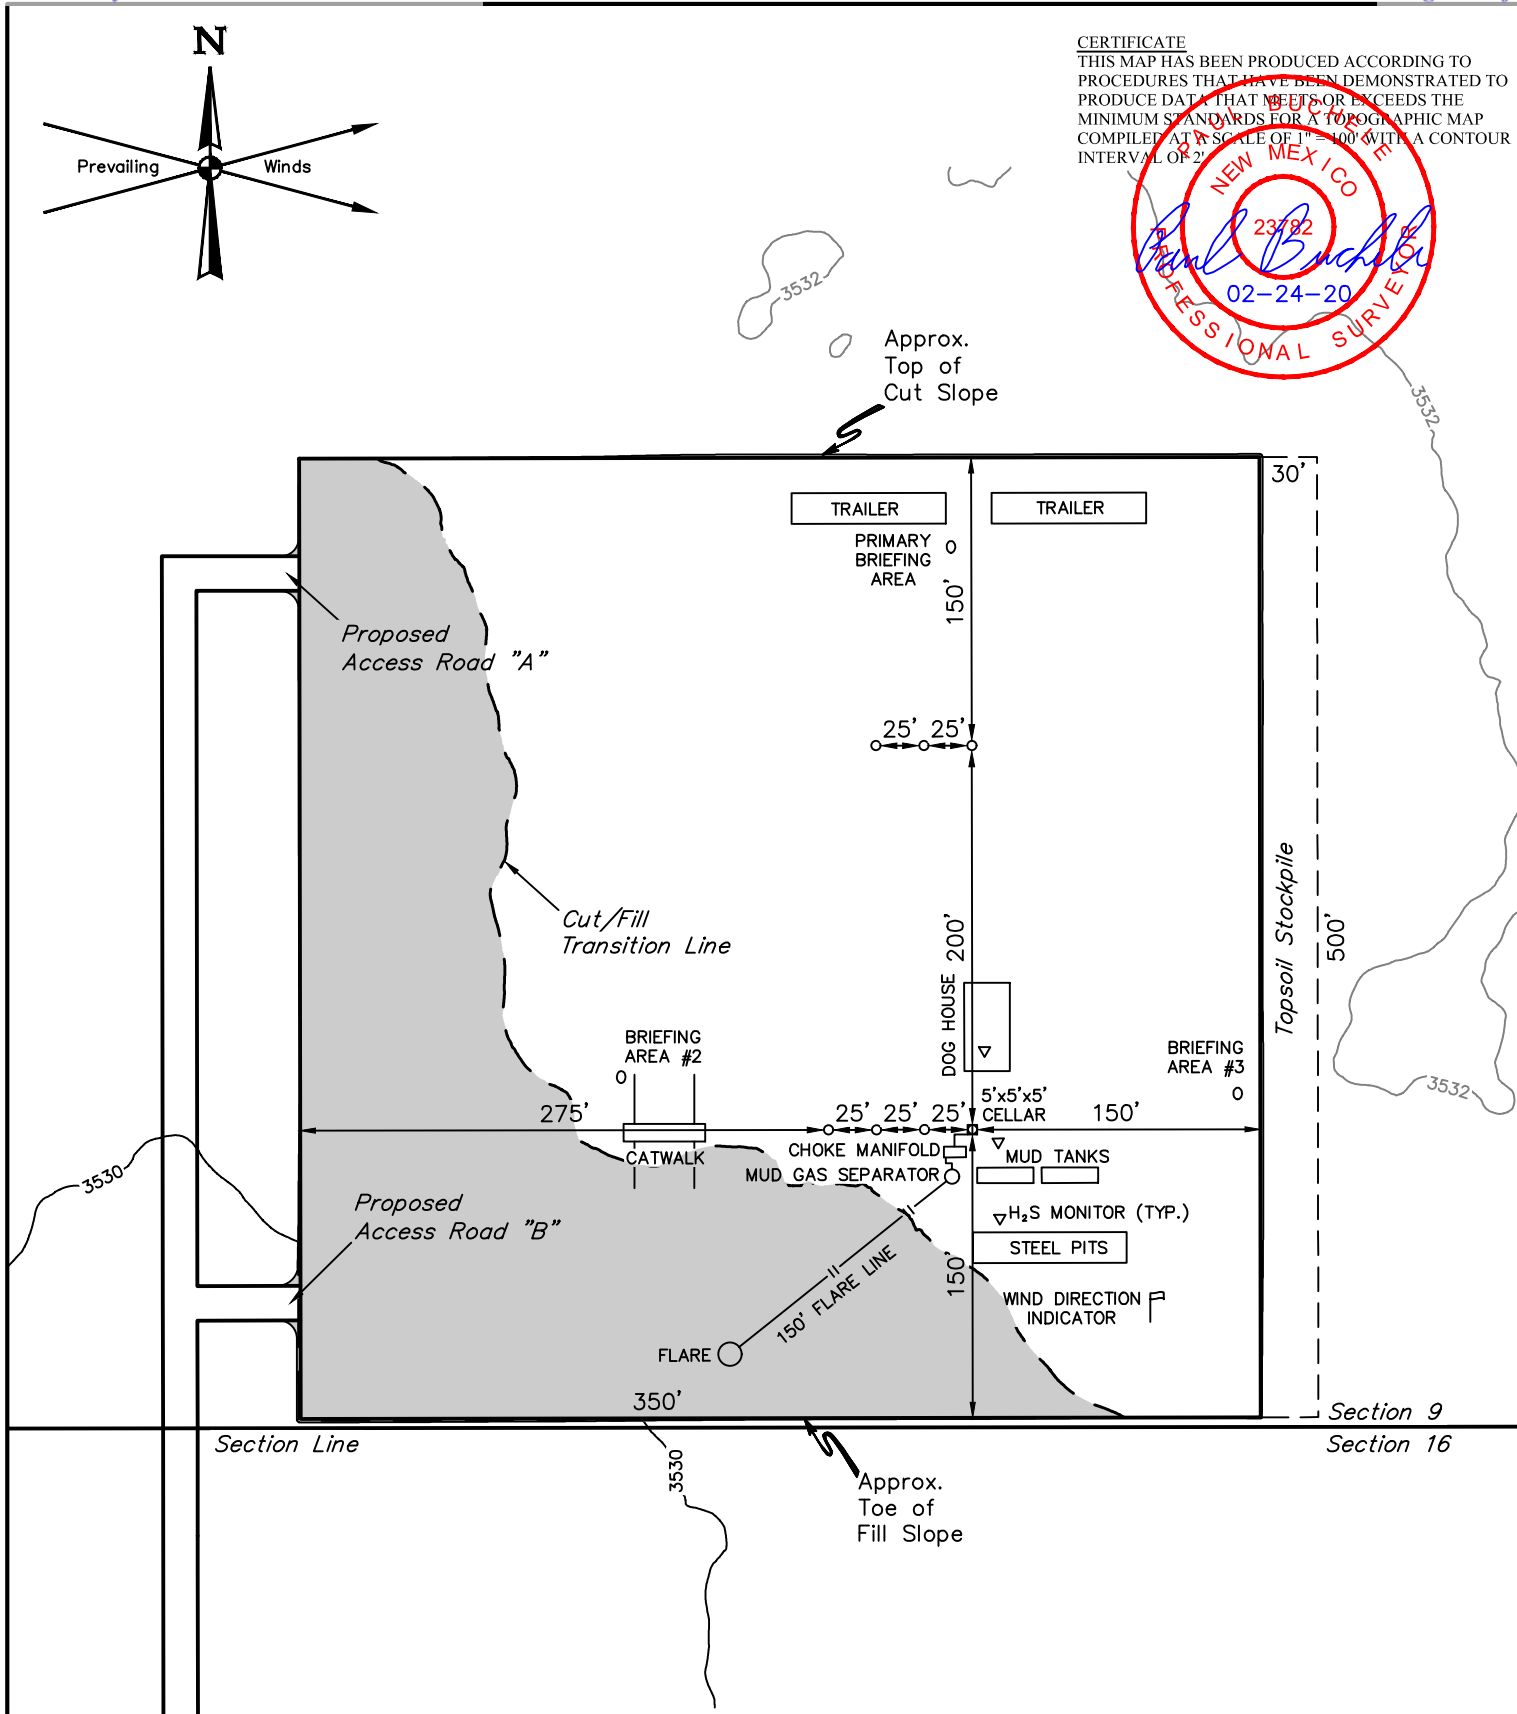 N
Prevailing Winds
CERTIFICATE
THIS MAP HAS BEEN PRODUCED ACCORDING TO
PROCEDURES THAT HAVE BEEN DEMONSTRATED TO
PRODUCE DATA THAT MEETS OR EXCEEDS THE
MINIMUM STANDARDS FOR A TOPOGRAPHIC MAP
COMPILED AT A SCALE OF 1" = 100' WITH A CONTOUR
INTERVAL OF 2'.
PAUL BUCHELE
NEW MEXICO
23782
Paul Buchele
02-24-20
PROFESSIONAL SURVEYOR
3532
Approx.
Top of
Cut Slope
3532
30'
TRAILER
TRAILER
PRIMARY
BRIEFING
AREA
O
150'
Proposed
Access Road "A"
25' 25'
Cut/Fill
Transition Line
200'
DOG HOUSE
Topsoil Stockpile
500'
BRIEFING
AREA #2
O
BRIEFING
AREA #3
O
3532
5'x5'x5'
CELLAR
275'
25' 25' 25'
150'
CATWALK
CHOKE MANIFOLD
MUD TANKS
MUD GAS SEPARATOR
3530
Proposed
Access Road "B"
H₂S MONITOR (TYP.)
STEEL PITS
150'
WIND DIRECTION
INDICATOR
150' FLARE LINE
FLARE
350'
Section 9
Section Line
Section 16
3530
Approx.
Toe of
Fill Slope